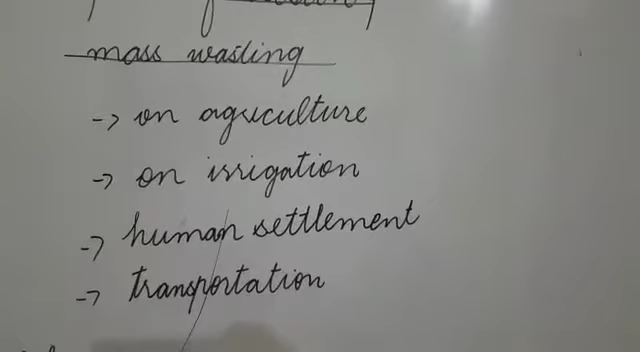 mass wasting
-> on agriculture
-> on irrigation
-> human settlement
-> transportation